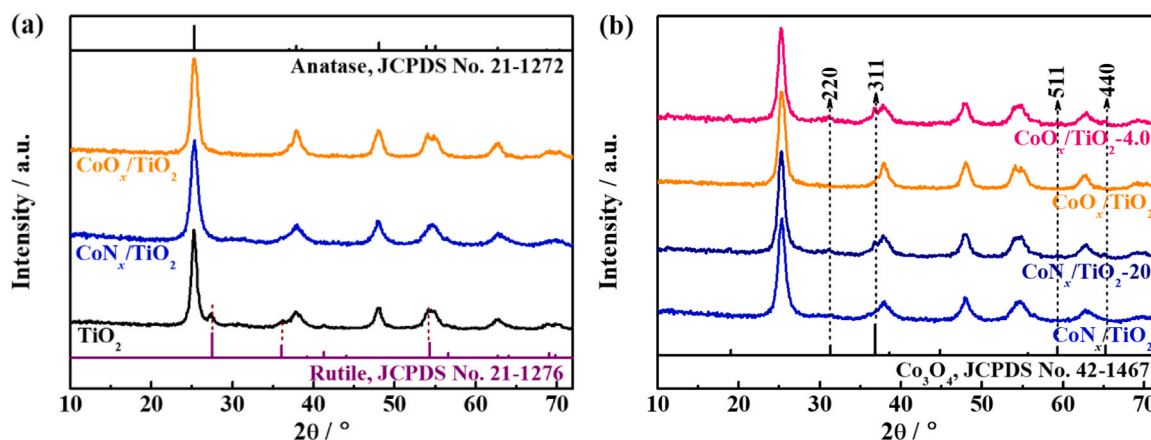 (a)
Intensity / a.u.
Anatase, JCPDS No. 21-1272
CoOₓ/TiO₂
CoNₓ/TiO₂
TiO₂
Rutile, JCPDS No. 21-1276
10 20 30 40 50 60 70
2θ / °
(b)
Intensity / a.u.
220 311 511 440
CoOₓ/TiO₂-4.0
CoOₓ/TiO₂
CoNₓ/TiO₂-20
CoNₓ/TiO₂
Co₃O₄, JCPDS No. 42-1467
10 20 30 40 50 60 70
2θ / °